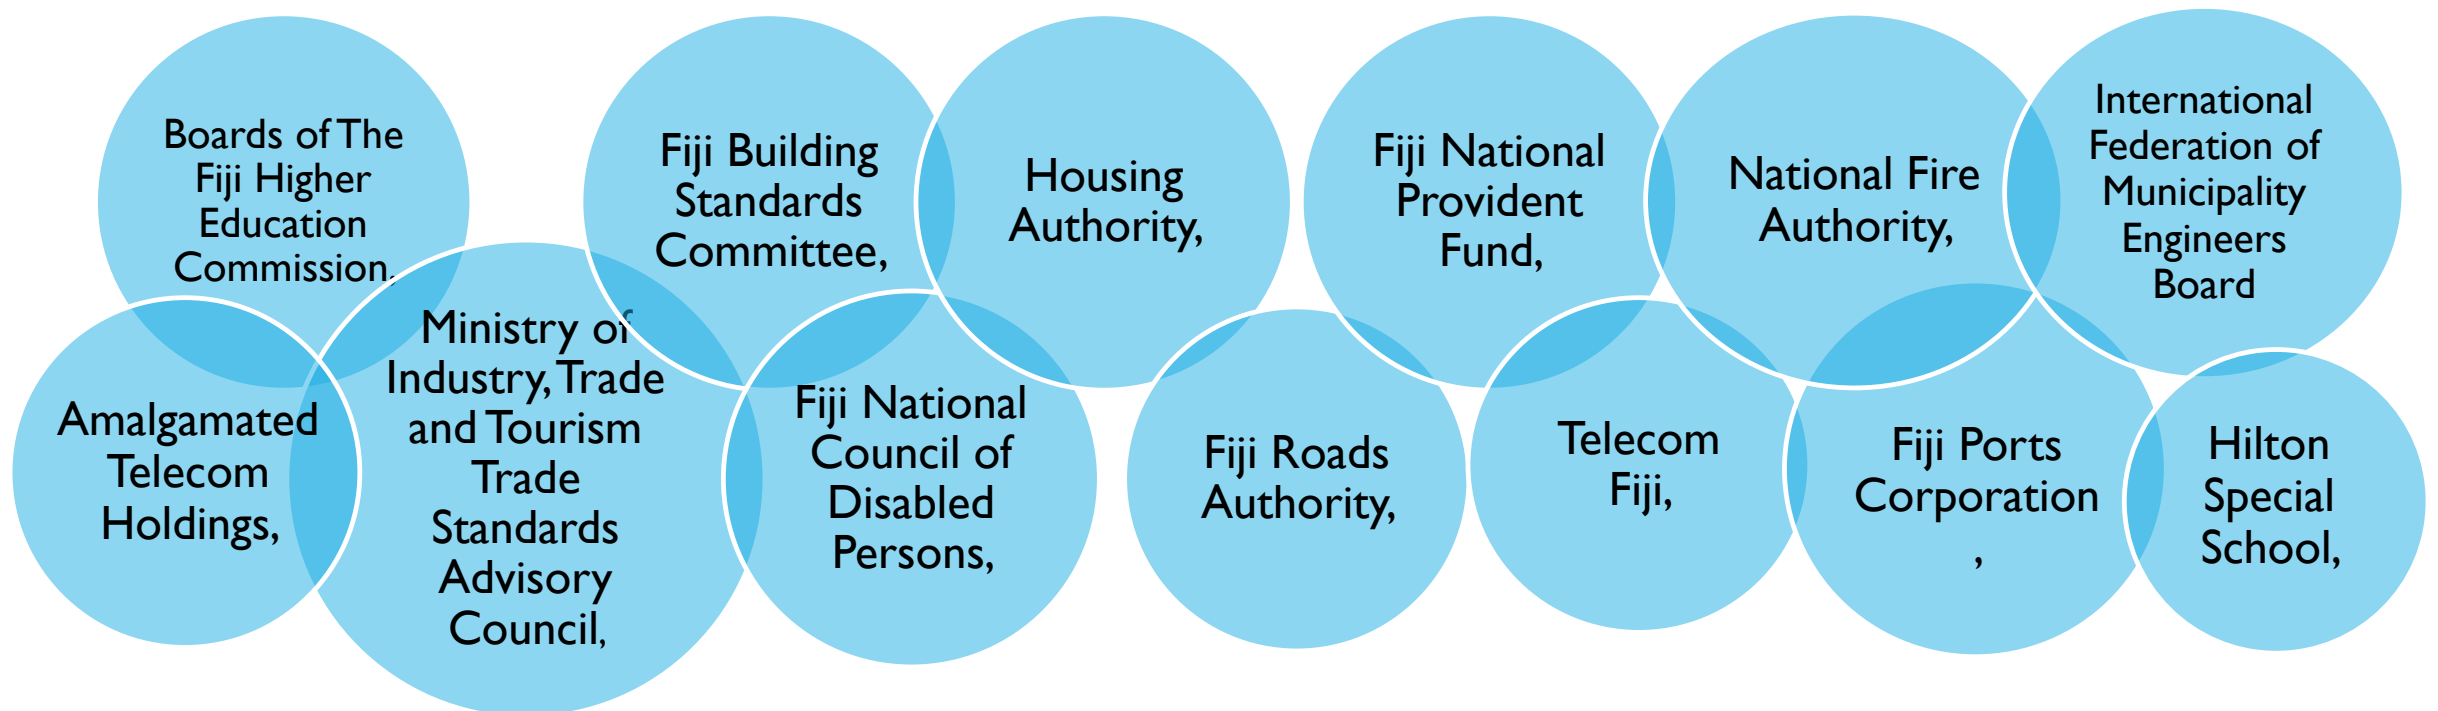 Boards of The
Fiji Higher
Education
Commission,
Amalgamated
Telecom
Holdings,
Ministry of
Industry, Trade
and Tourism
Trade
Standards
Advisory
Council,
Fiji Building
Standards
Committee,
Fiji National
Council of
Disabled
Persons,
Housing
Authority,
Fiji Roads
Authority,
Fiji National
Provident
Fund,
Telecom
Fiji,
National Fire
Authority,
Fiji Ports
Corporation
,
International
Federation of
Municipality
Engineers
Board
Hilton
Special
School,